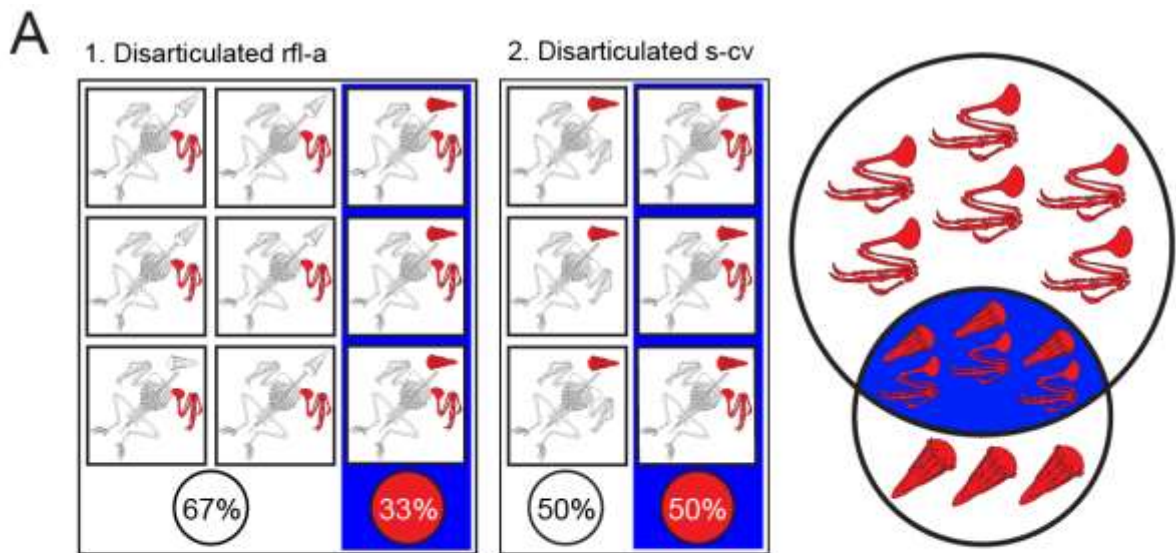 A
1. Disarticulated rfl-a
2. Disarticulated s-cv
67%
33%
50%
50%